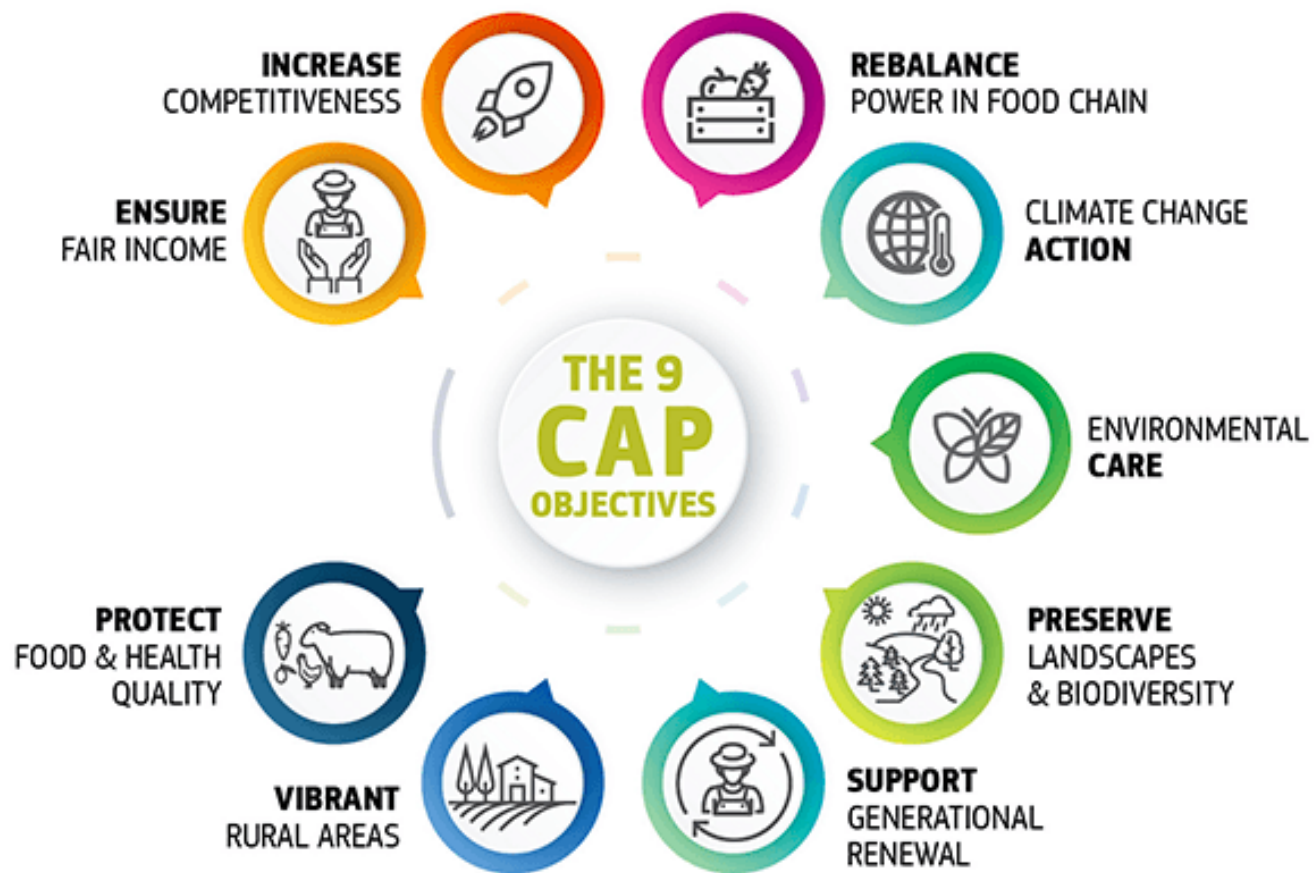 INCREASE
COMPETITIVENESS
REBALANCE
POWER IN FOOD CHAIN
ENSURE
FAIR INCOME
CLIMATE CHANGE
ACTION
THE 9
CAP
OBJECTIVES
ENVIRONMENTAL
CARE
PROTECT
FOOD & HEALTH
QUALITY
PRESERVE
LANDSCAPES
& BIODIVERSITY
VIBRANT
RURAL AREAS
SUPPORT
GENERATIONAL
RENEWAL